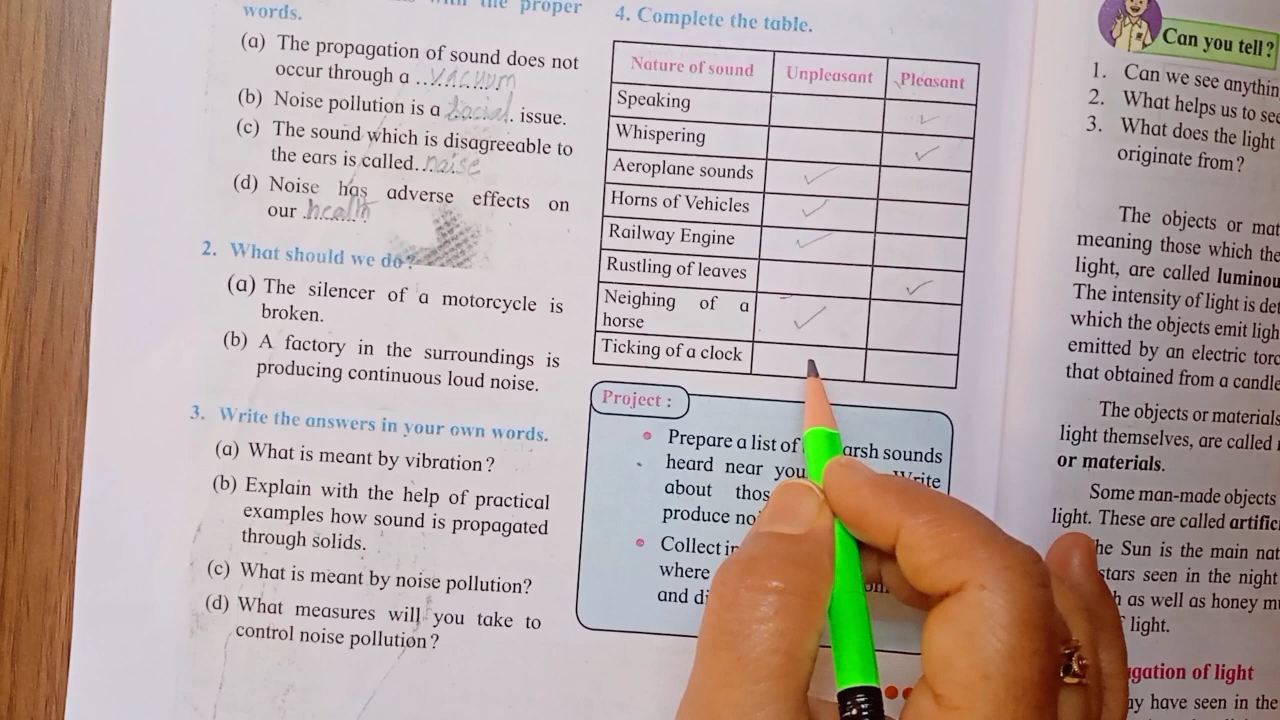 the proper
words.
(a) The propagation of sound does not
occur through a ..vacuum
(b) Noise pollution is a social. issue.
(c) The sound which is disagreeable to
the ears is called...noise
(d) Noise has adverse effects on
our .health.
2. What should we do?
(a) The silencer of a motorcycle is
broken.
(b) A factory in the surroundings is
producing continuous loud noise.
3. Write the answers in your own words.
(a) What is meant by vibration?
(b) Explain with the help of practical
examples how sound is propagated
through solids.
(c) What is meant by noise pollution?
(d) What measures will you take to
control noise pollution?
4. Complete the table.
Nature of sound Unpleasant Pleasant
Speaking ✓
Whispering ✓
Aeroplane sounds ✓
Horns of Vehicles ✓
Railway Engine ✓
Rustling of leaves ✓
Neighing of a
horse ✓
Ticking of a clock
Project :
• Prepare a list of arsh sounds
heard near you Write
about thos
produce no
• Collect in
where
and di
Can you tell?
1. Can we see anythin
2. What helps us to see
3. What does the light
originate from?
The objects or mat
meaning those which the
light, are called luminou
The intensity of light is det
which the objects emit ligh
emitted by an electric torc
that obtained from a candle
The objects or materials
light themselves, are called
or materials.
Some man-made objects
light. These are called artific
he Sun is the main nat
stars seen in the night
h as well as honey m
light.
gation of light
ay have seen in the